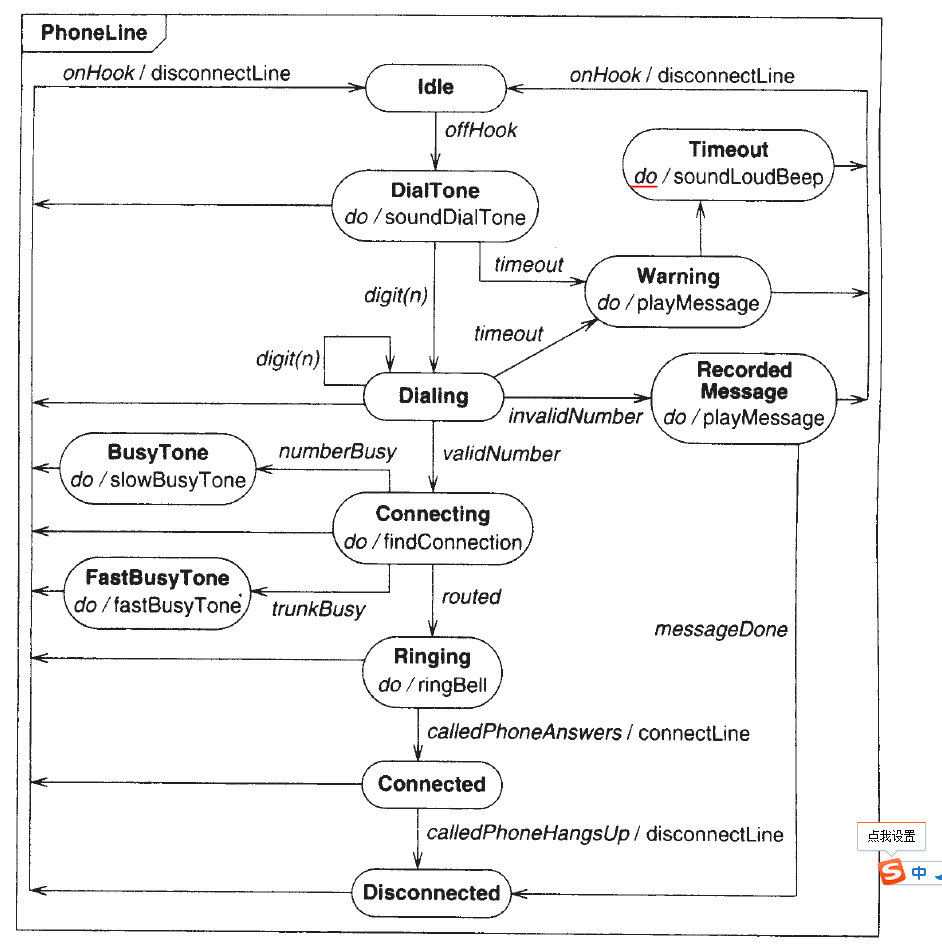 PhoneLine
onHook / disconnectLine
Idle
onHook / disconnectLine
offHook
Timeout
do / soundLoudBeep
DialTone
do / soundDialTone
timeout
Warning
do / playMessage
digit(n)
timeout
digit(n)
Dialing
invalidNumber
Recorded
Message
do / playMessage
BusyTone
do / slowBusyTone
numberBusy
validNumber
Connecting
do / findConnection
FastBusyTone
do / fastBusyTone
trunkBusy
routed
messageDone
Ringing
do / ringBell
calledPhoneAnswers / connectLine
Connected
calledPhoneHangsUp / disconnectLine
点我设置
S 中
Disconnected